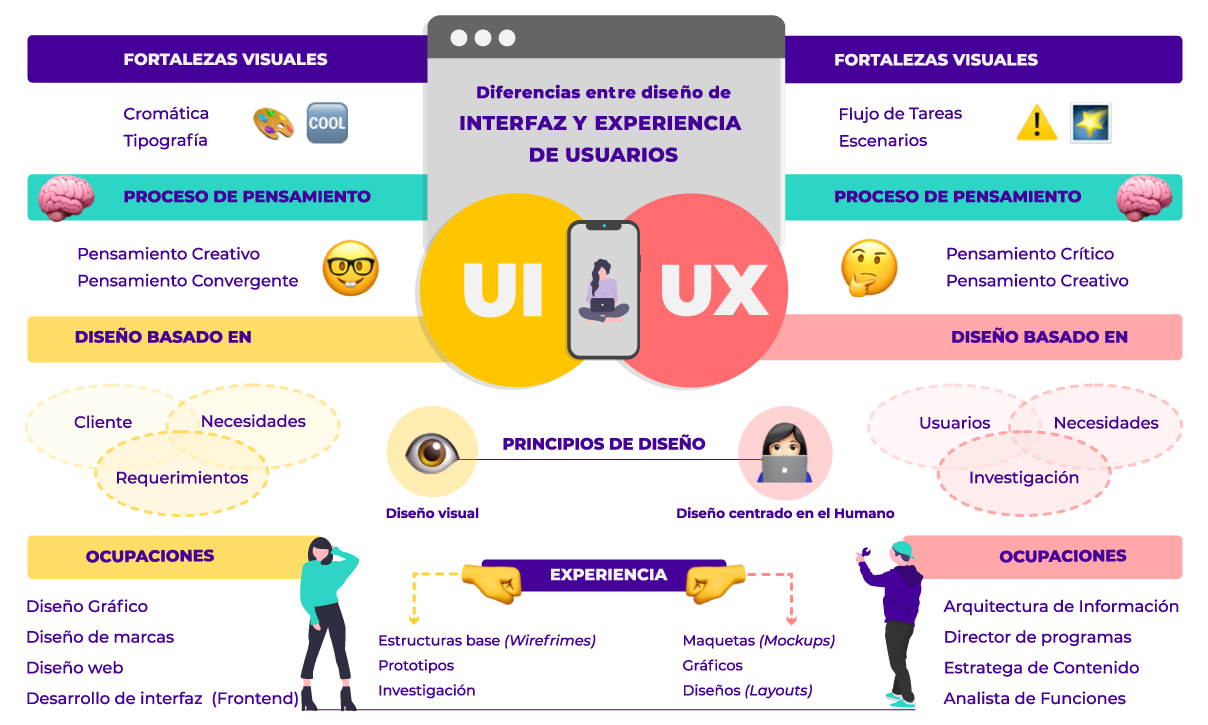 Diferencias entre diseño de
INTERFAZ Y EXPERIENCIA
DE USUARIOS
UI
UX
FORTALEZAS VISUALES
Cromática
Tipografía
COOL
PROCESO DE PENSAMIENTO
Pensamiento Creativo
Pensamiento Convergente
DISEÑO BASADO EN
Cliente
Necesidades
Requerimientos
OCUPACIONES
Diseño Gráfico
Diseño de marcas
Diseño web
Desarrollo de interfaz (Frontend)
FORTALEZAS VISUALES
Flujo de Tareas
Escenarios
PROCESO DE PENSAMIENTO
Pensamiento Crítico
Pensamiento Creativo
DISEÑO BASADO EN
Usuarios
Necesidades
Investigación
OCUPACIONES
Arquitectura de Información
Director de programas
Estratega de Contenido
Analista de Funciones
PRINCIPIOS DE DISEÑO
Diseño visual
Diseño centrado en el Humano
EXPERIENCIA
Estructuras base (Wirefrimes)
Prototipos
Investigación
Maquetas (Mockups)
Gráficos
Diseños (Layouts)